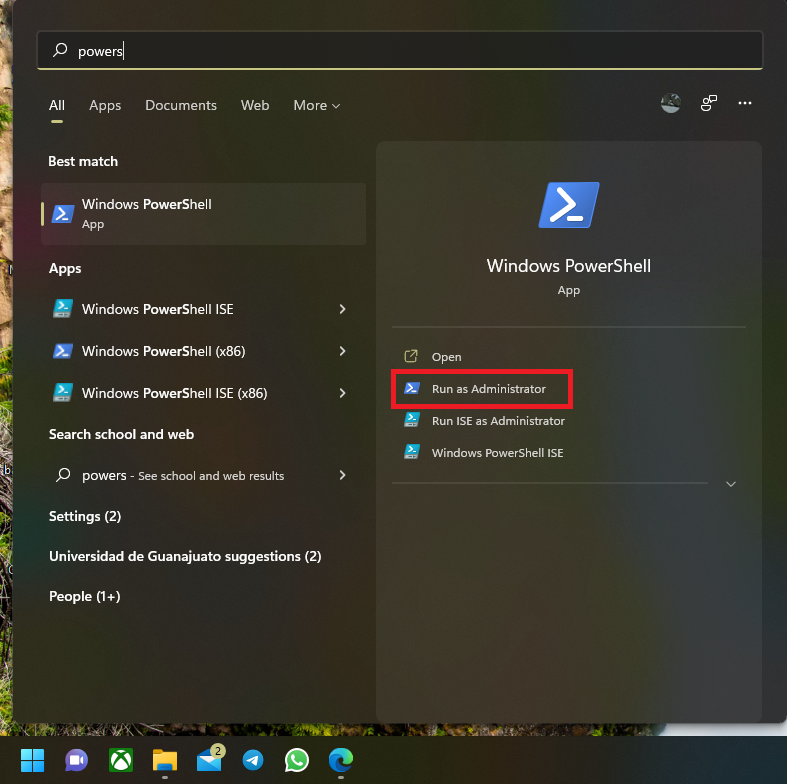 powers
All Apps Documents Web More
Best match
Windows PowerShell
App
Apps
Windows PowerShell ISE
Windows PowerShell (x86)
Windows PowerShell ISE (x86)
Search school and web
powers - See school and web results
Settings (2)
Universidad de Guanajuato suggestions (2)
People (1+)
Windows PowerShell
App
Open
Run as Administrator
Run ISE as Administrator
Windows PowerShell ISE
2